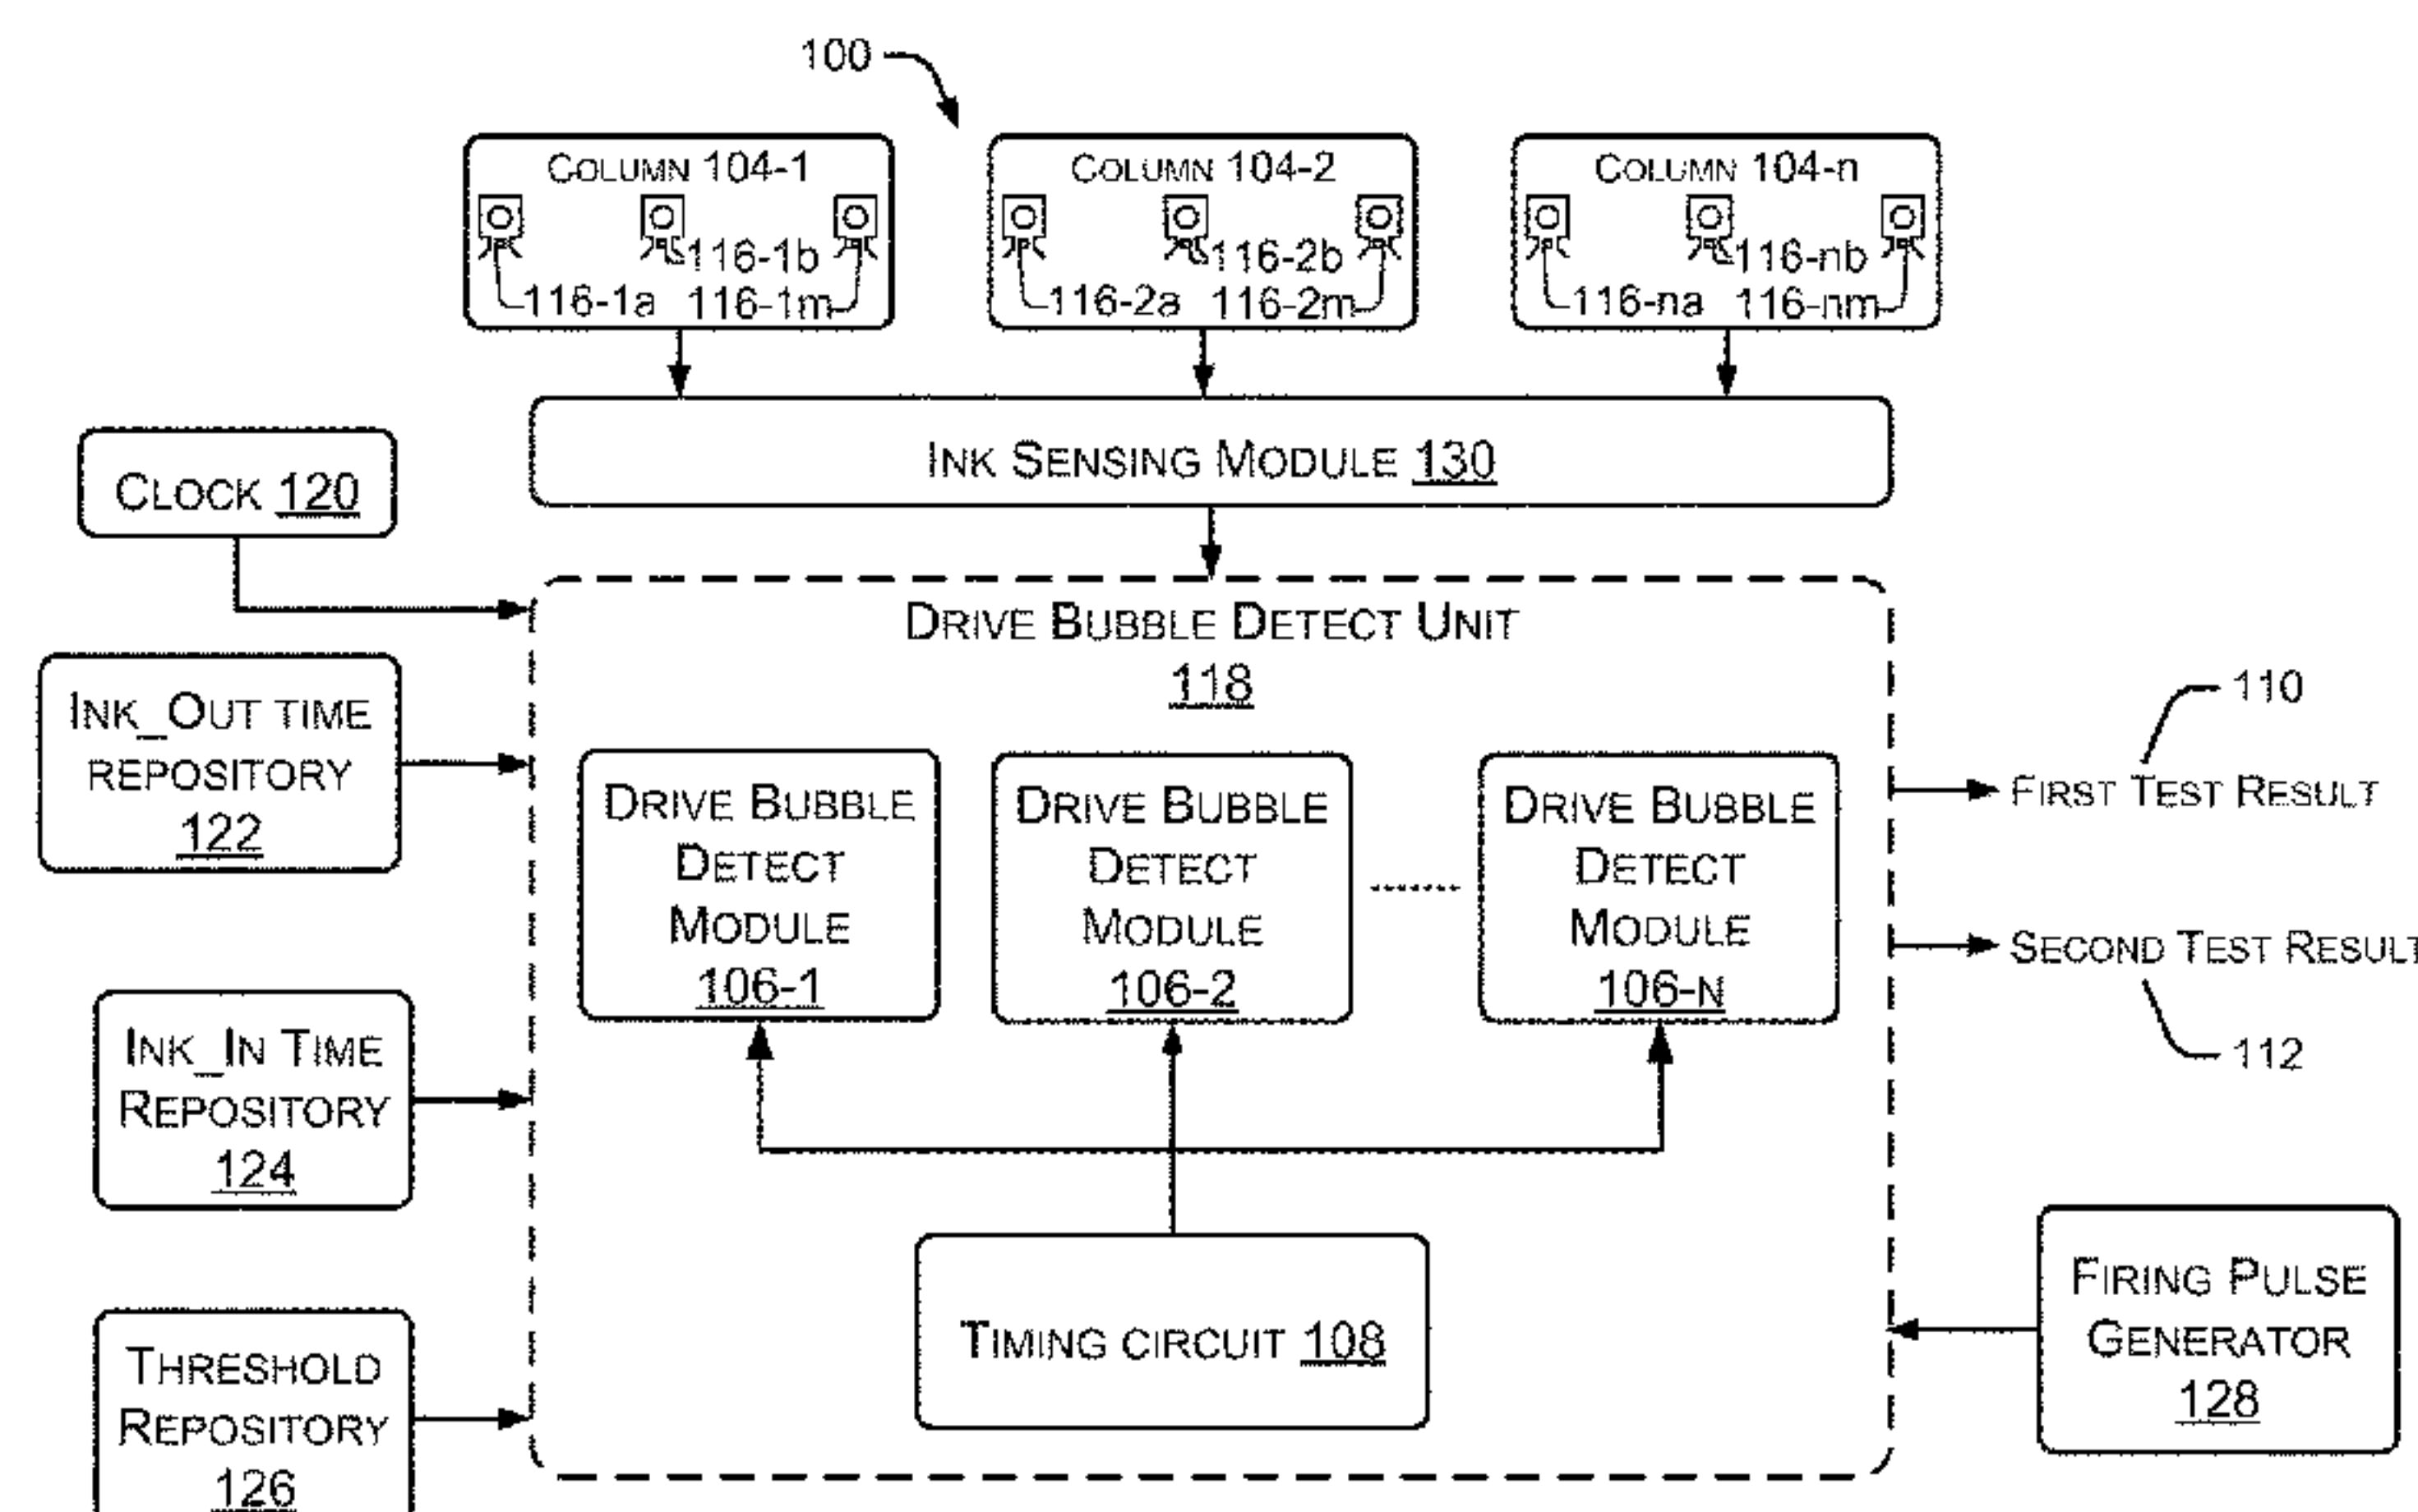 100
COLUMN 104-1
116-1b
116-1a 116-1m
COLUMN 104-2
116-2b
116-2a 116-2m
COLUMN 104-n
116-nb
116-na 116-nm
INK SENSING MODULE 130
CLOCK 120
INK_OUT TIME
REPOSITORY
122
INK_IN TIME
REPOSITORY
124
THRESHOLD
REPOSITORY
126
DRIVE BUBBLE DETECT UNIT
118
DRIVE BUBBLE
DETECT
MODULE
106-1
DRIVE BUBBLE
DETECT
MODULE
106-2
DRIVE BUBBLE
DETECT
MODULE
106-N
TIMING CIRCUIT 108
110
FIRST TEST RESULT
SECOND TEST RESULT
112
FIRING PULSE
GENERATOR
128